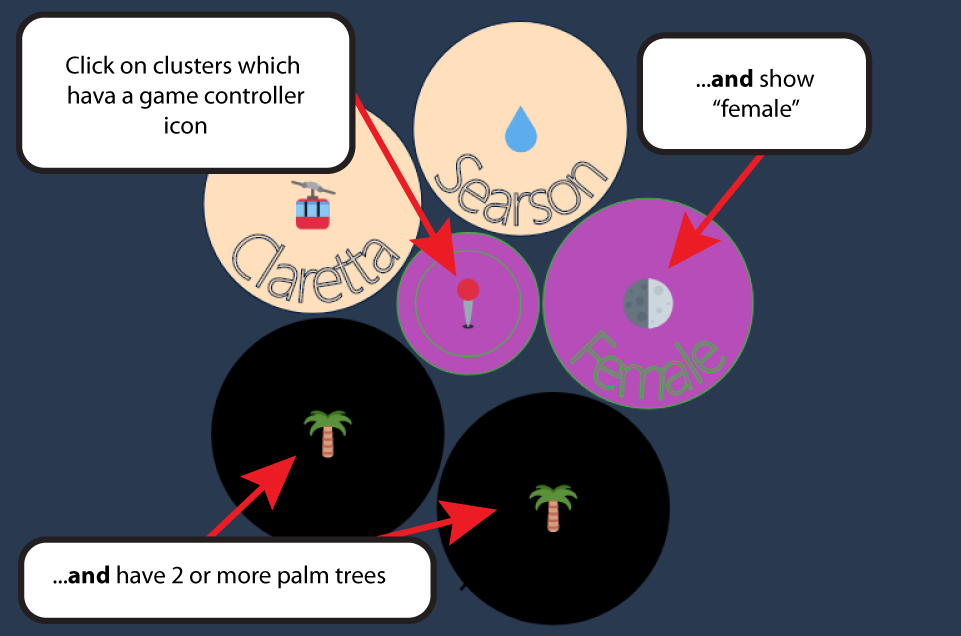 Click on clusters which
hava a game controller
icon
...and show
“female”
Searson
Claretta
Female
...and have 2 or more palm trees